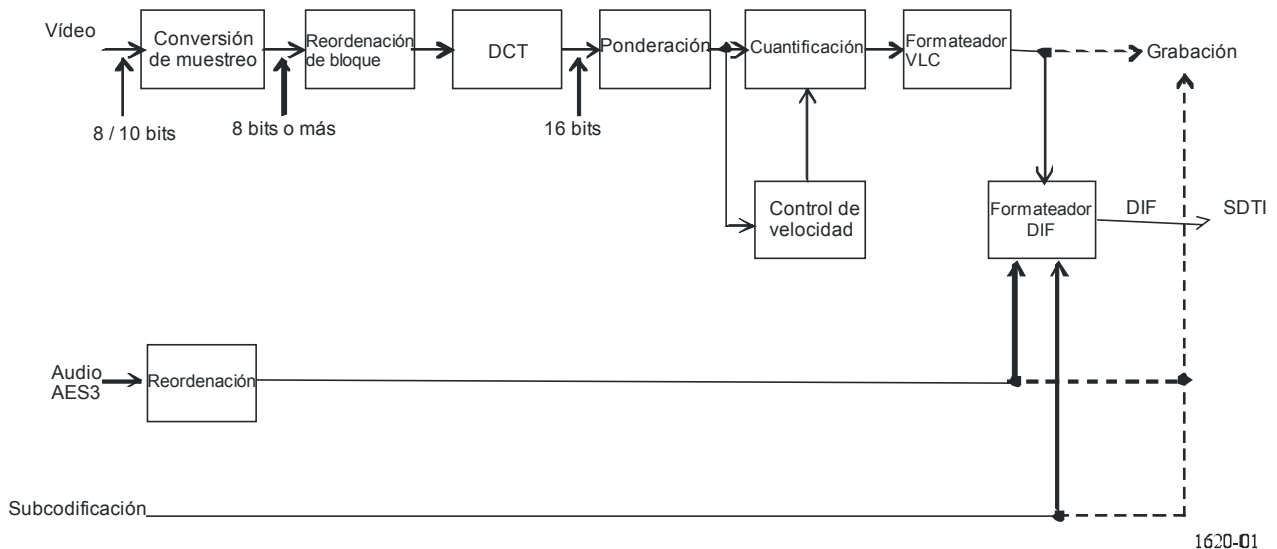 Vídeo
Conversión
de muestreo
Reordenación
de bloque
DCT
Ponderación
Cuantificación
Formateador
VLC
Grabación
8 / 10 bits
8 bits o más
16 bits
Control de
velocidad
Formateador
DIF
DIF
SDTI
Audio
AES3
Reordenación
Subcodificación
1620-01